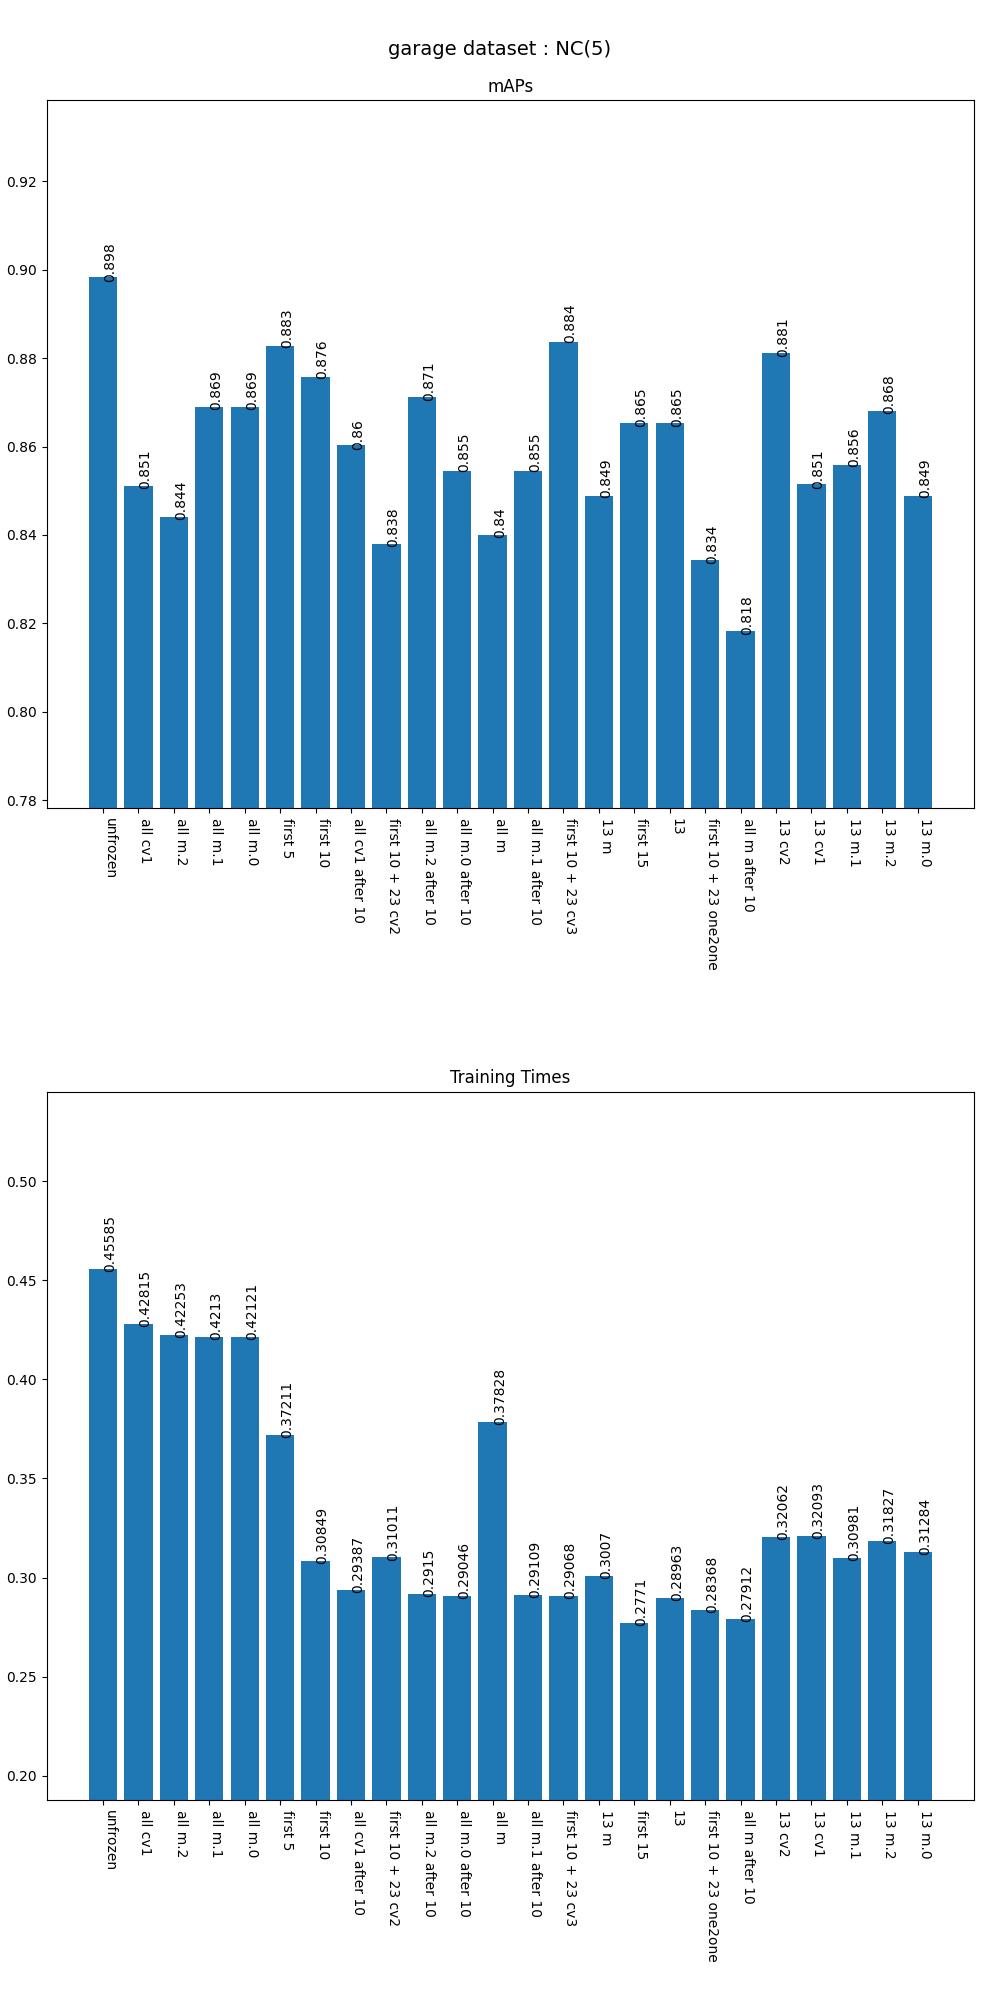 garage dataset : NC(5)
mAPs
0.92
0.90
0.88
0.86
0.84
0.82
0.80
0.78
0.898
0.851
0.844
0.869
0.869
0.883
0.876
0.86
0.838
0.871
0.855
0.84
0.855
0.884
0.849
0.865
0.865
0.834
0.818
0.881
0.851
0.856
0.868
0.849
unfrozen
all cv1
all m.2
all m.1
all m.0
first 5
first 10
all cv1 after 10
first 10 + 23 cv2
all m.2 after 10
all m.0 after 10
all m
all m.1 after 10
first 10 + 23 cv3
13 m
first 15
13
first 10 + 23 one2one
all m after 10
13 cv2
13 cv1
13 m.1
13 m.2
13 m.0
Training Times
0.50
0.45
0.40
0.35
0.30
0.25
0.20
0.45585
0.42815
0.42253
0.4213
0.42121
0.37211
0.30849
0.29387
0.31011
0.2915
0.29046
0.37828
0.29109
0.29068
0.3007
0.2771
0.28963
0.28368
0.27912
0.32062
0.32093
0.30981
0.31827
0.31284
unfrozen
all cv1
all m.2
all m.1
all m.0
first 5
first 10
all cv1 after 10
first 10 + 23 cv2
all m.2 after 10
all m.0 after 10
all m
all m.1 after 10
first 10 + 23 cv3
13 m
first 15
13
first 10 + 23 one2one
all m after 10
13 cv2
13 cv1
13 m.1
13 m.2
13 m.0